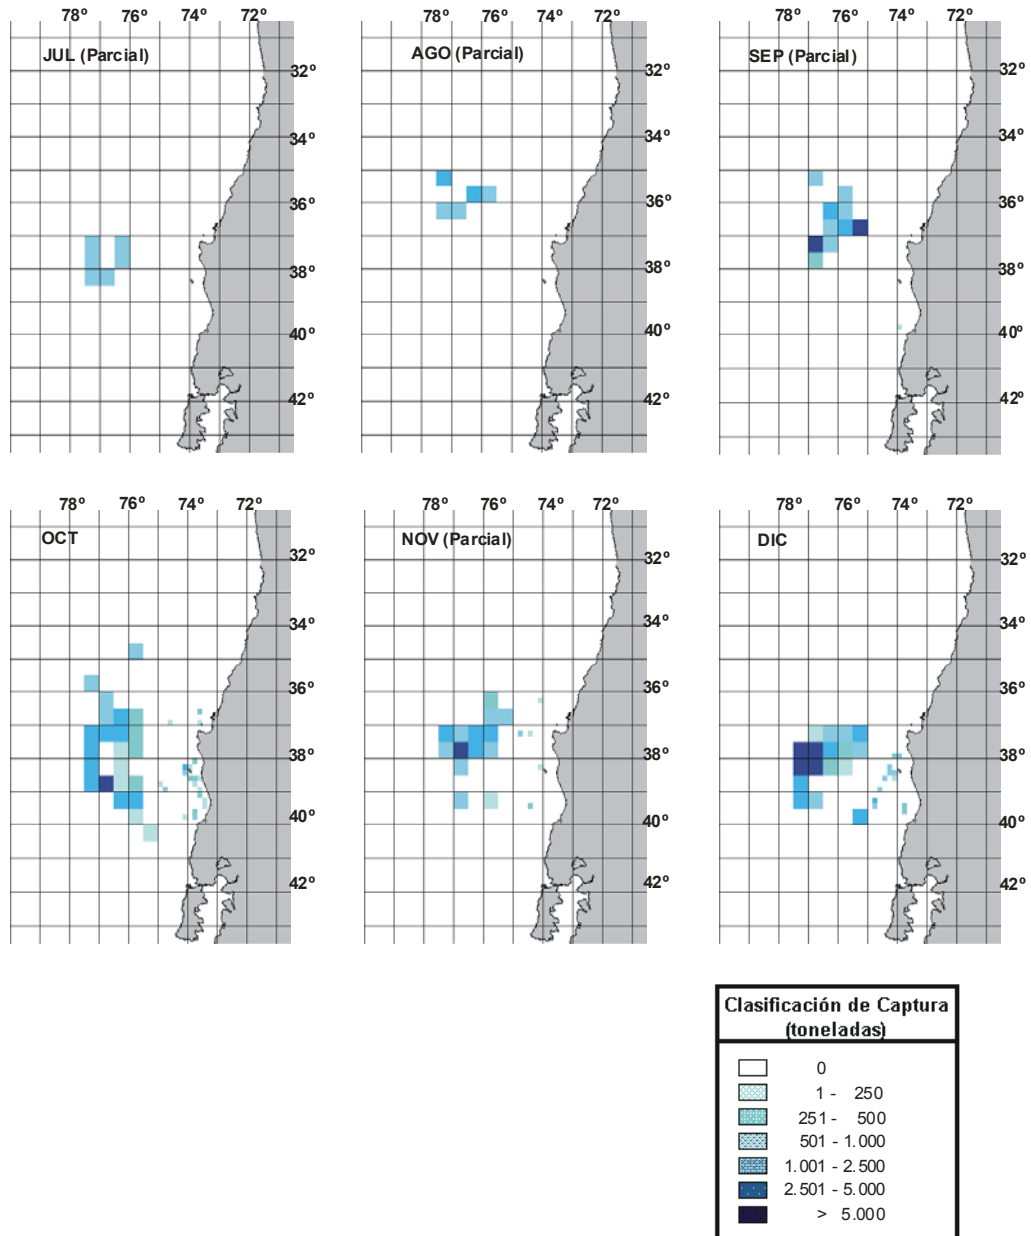 78º 76º 74º 72º
JUL (Parcial)
32º
34º
36º
38º
40º
42º
78º 76º 74º 72º
AGO (Parcial)
32º
34º
36º
38º
40º
42º
78º 76º 74º 72º
SEP (Parcial)
32º
34º
36º
38º
40º
42º
78º 76º 74º 72º
OCT
32º
34º
36º
38º
40º
42º
78º 76º 74º 72º
NOV (Parcial)
32º
34º
36º
38º
40º
42º
78º 76º 74º 72º
DIC
32º
34º
36º
38º
40º
42º
Clasificación de Captura
(toneladas)
0
1 - 250
251 - 500
501 - 1.000
1.001 - 2.500
2.501 - 5.000
> 5.000